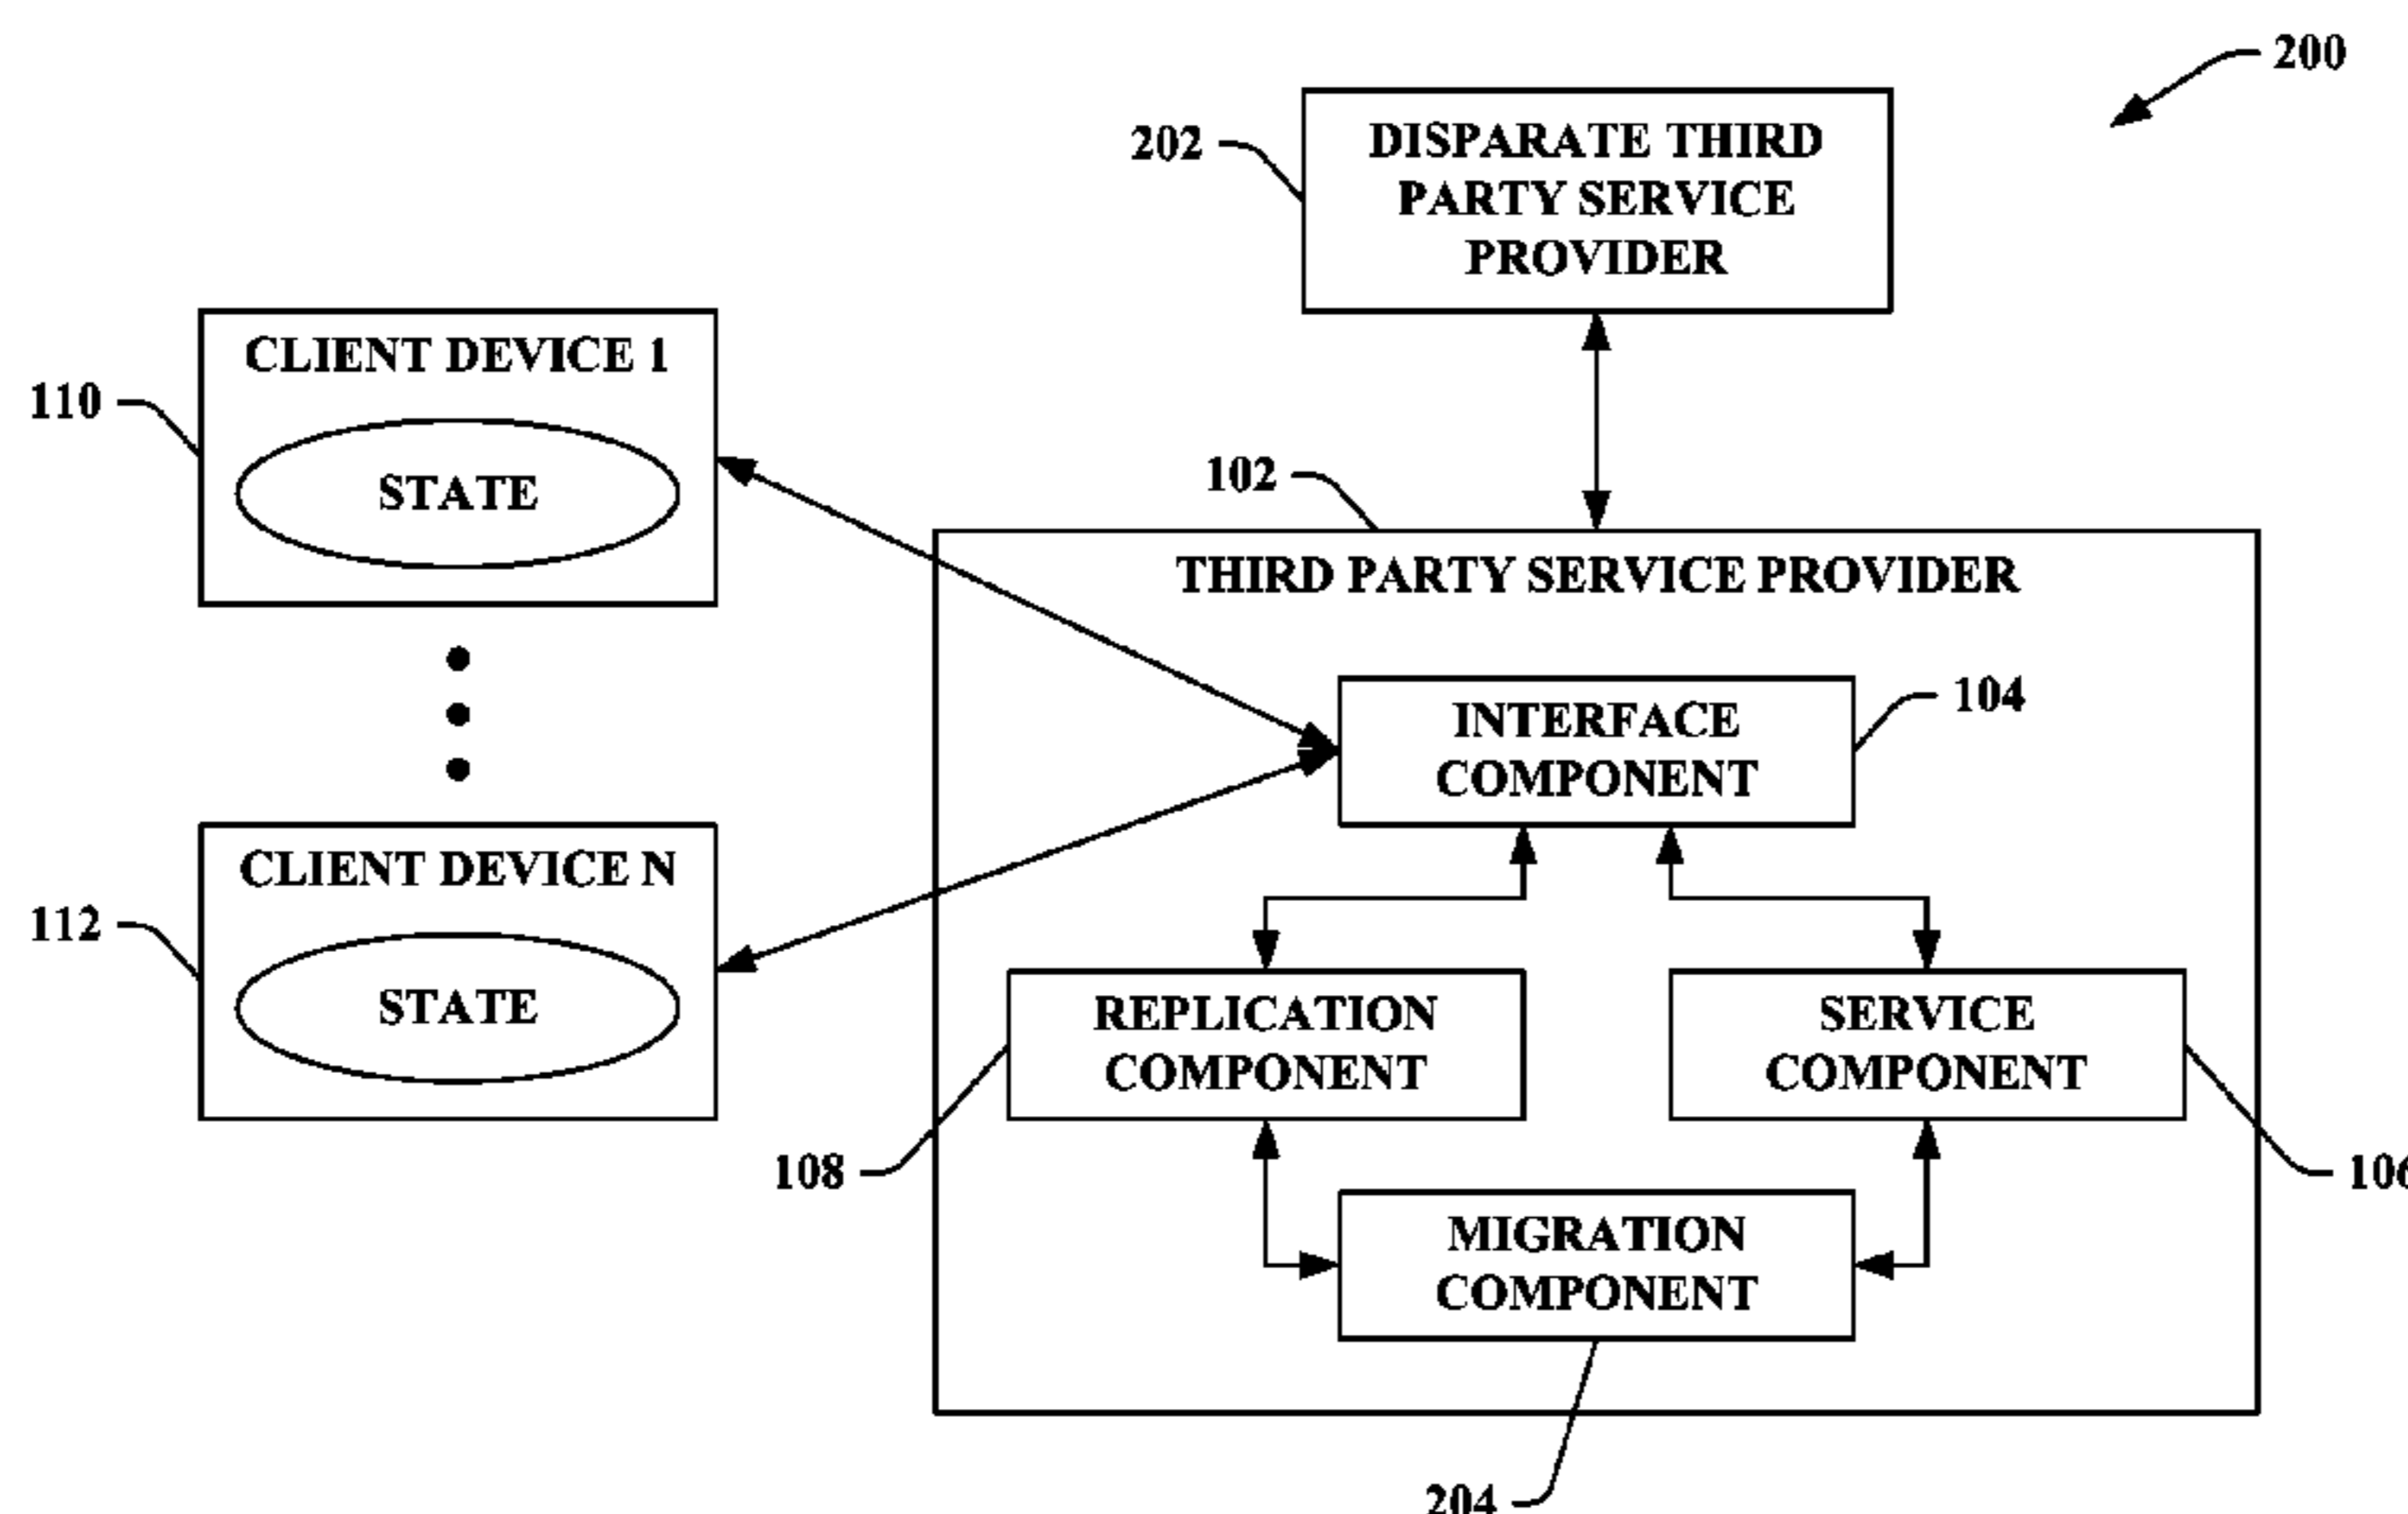 200
202
DISPARATE THIRD
PARTY SERVICE
PROVIDER
CLIENT DEVICE 1
110
STATE
102
THIRD PARTY SERVICE PROVIDER
INTERFACE
COMPONENT
104
CLIENT DEVICE N
112
STATE
REPLICATION
COMPONENT
SERVICE
COMPONENT
108
106
MIGRATION
COMPONENT
204